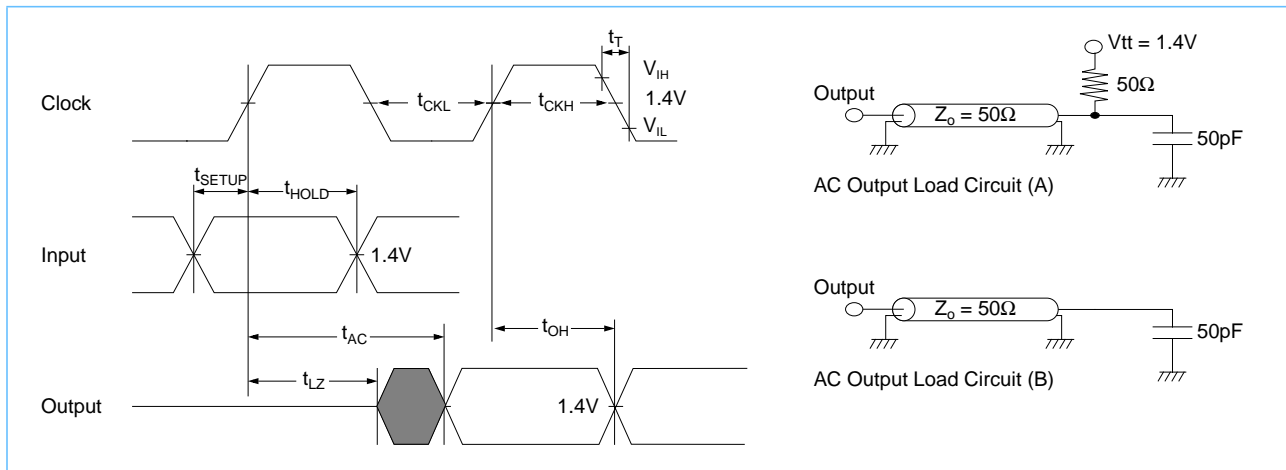 Clock
tT
VIH
1.4V
VIL
tCKL
tCKH
tSETUP
tHOLD
Input
1.4V
tAC
tOH
tLZ
Output
1.4V
Vtt = 1.4V
50Ω
Output
Zo = 50Ω
50pF
AC Output Load Circuit (A)
Output
Zo = 50Ω
50pF
AC Output Load Circuit (B)